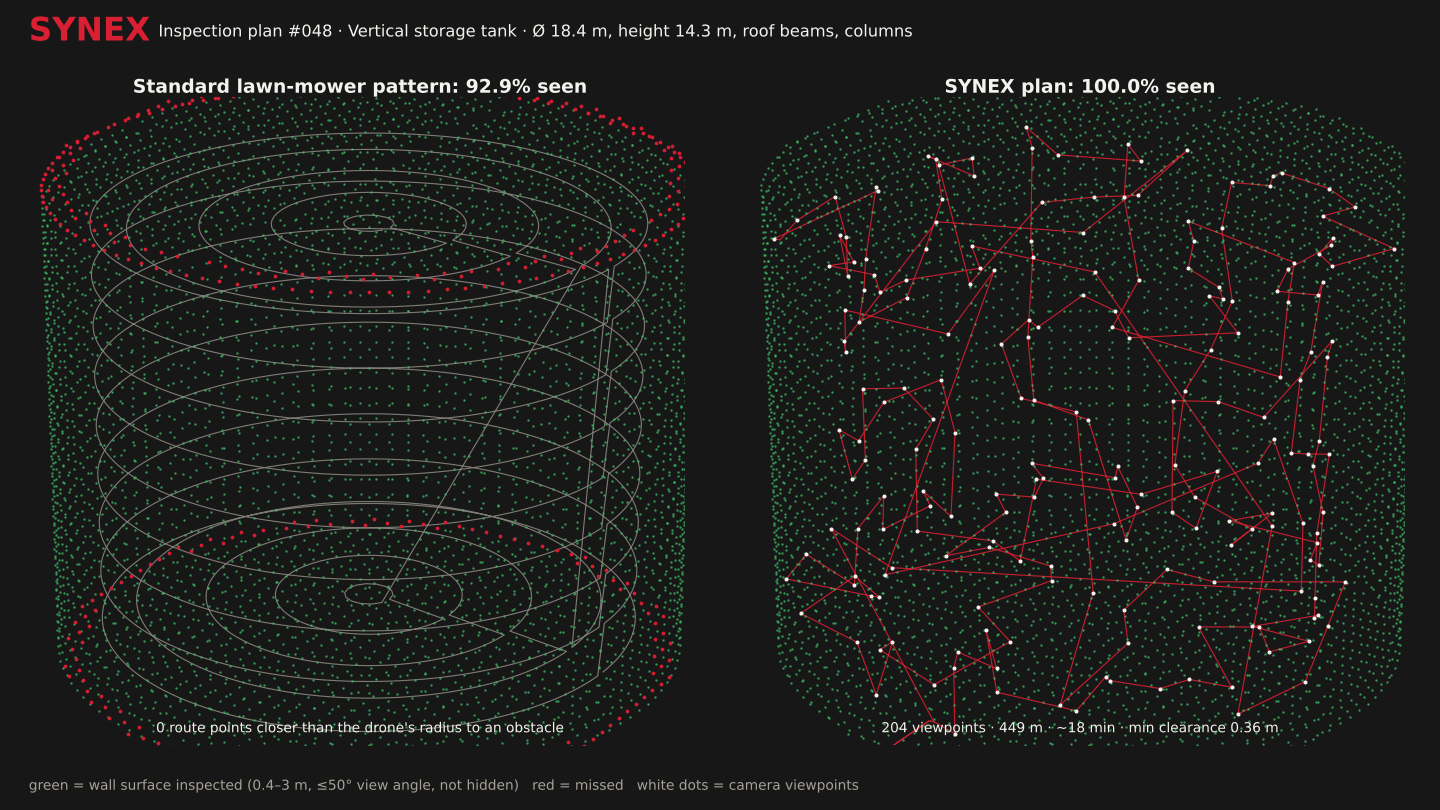 SYNEX Inspection plan #048 · Vertical storage tank · Ø 18.4 m, height 14.3 m, roof beams, columns
Standard lawn-mower pattern: 92.9% seen
SYNEX plan: 100.0% seen
0 route points closer than the drone's radius to an obstacle
204 viewpoints · 449 m · ~18 min · min clearance 0.36 m
green = wall surface inspected (0.4–3 m, ≤50° view angle, not hidden) red = missed white dots = camera viewpoints